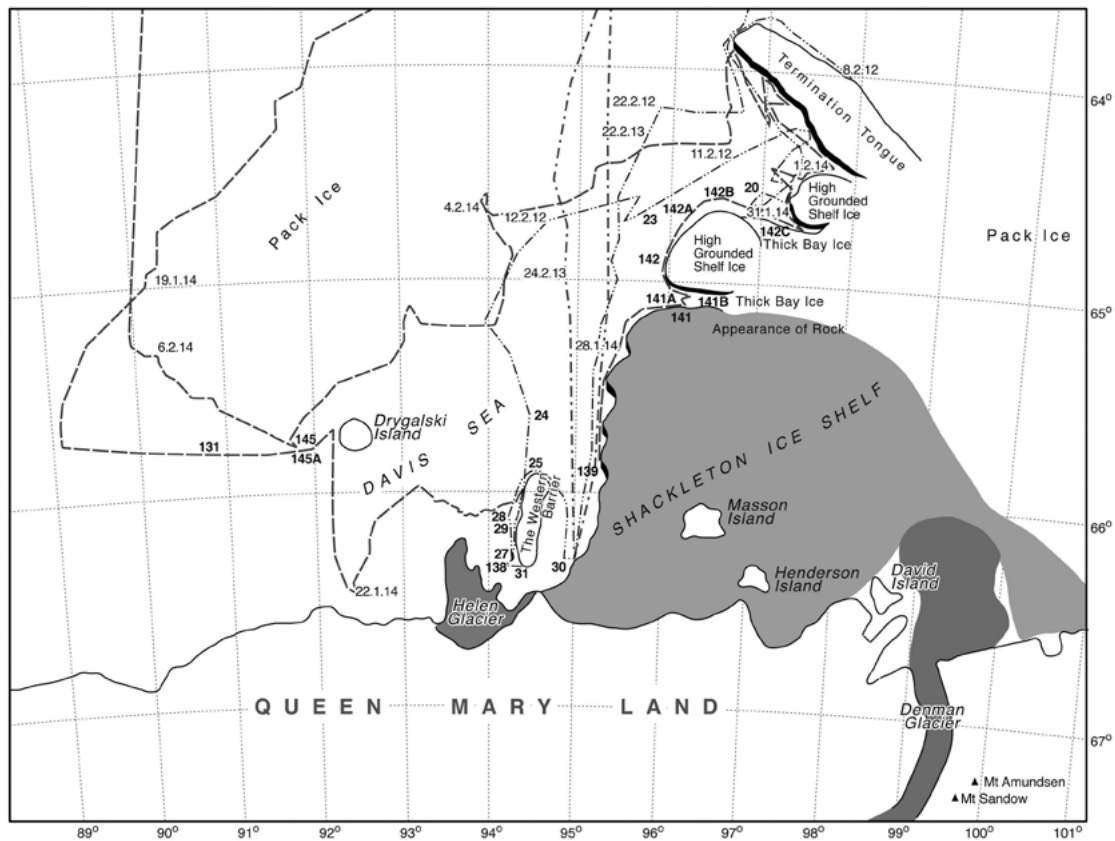 8.2.12
Termination Tongue
64°
22.2.12
22.2.13
11.2.12
1.2.14
Pack Ice
142B
20
High
Grounded
Shelf Ice
4.2.14
12.2.12
142A
23
31.1.14
142C
Pack Ice
High
Grounded
Shelf Ice
Thick Bay Ice
142
24.2.13
19.1.14
141A
141B
Thick Bay Ice
65°
141
Appearance of Rock
6.2.14
28.1.14
24
Drygalski
Island
DAVIS SEA
131
145
145A
25
139
The Western
Barrier
SHACKLETON ICE SHELF
Masson
Island
28
29
66°
27
138
31
30
Henderson
Island
David
Island
22.1.14
Helen
Glacier
QUEEN MARY LAND
Denman
Glacier
67°
Mt Amundsen
Mt Sandow
89° 90° 91° 92° 93° 94° 95° 96° 97° 98° 99° 100° 101°